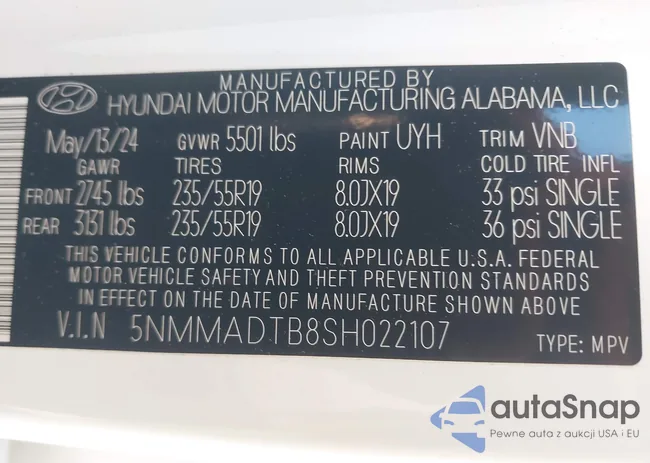 MANUFACTURED BY
HYUNDAI MOTOR MANUFACTURING ALABAMA, LLC
May/13/24 GVWR 5501 lbs PAINT UYH TRIM VNB
GAWR TIRES RIMS COLD TIRE INFL
FRONT 2745 lbs 235/55R19 8.0JX19 33 psi SINGLE
REAR 3131 lbs 235/55R19 8.0JX19 36 psi SINGLE
THIS VEHICLE CONFORMS TO ALL APPLICABLE U.S.A. FEDERAL
MOTOR VEHICLE SAFETY AND THEFT PREVENTION STANDARDS
IN EFFECT ON THE DATE OF MANUFACTURE SHOWN ABOVE
V.I.N 5NMMADTB8SH022107
TYPE: MPV
autaSnap
Pewne auta z aukcji USA i EU